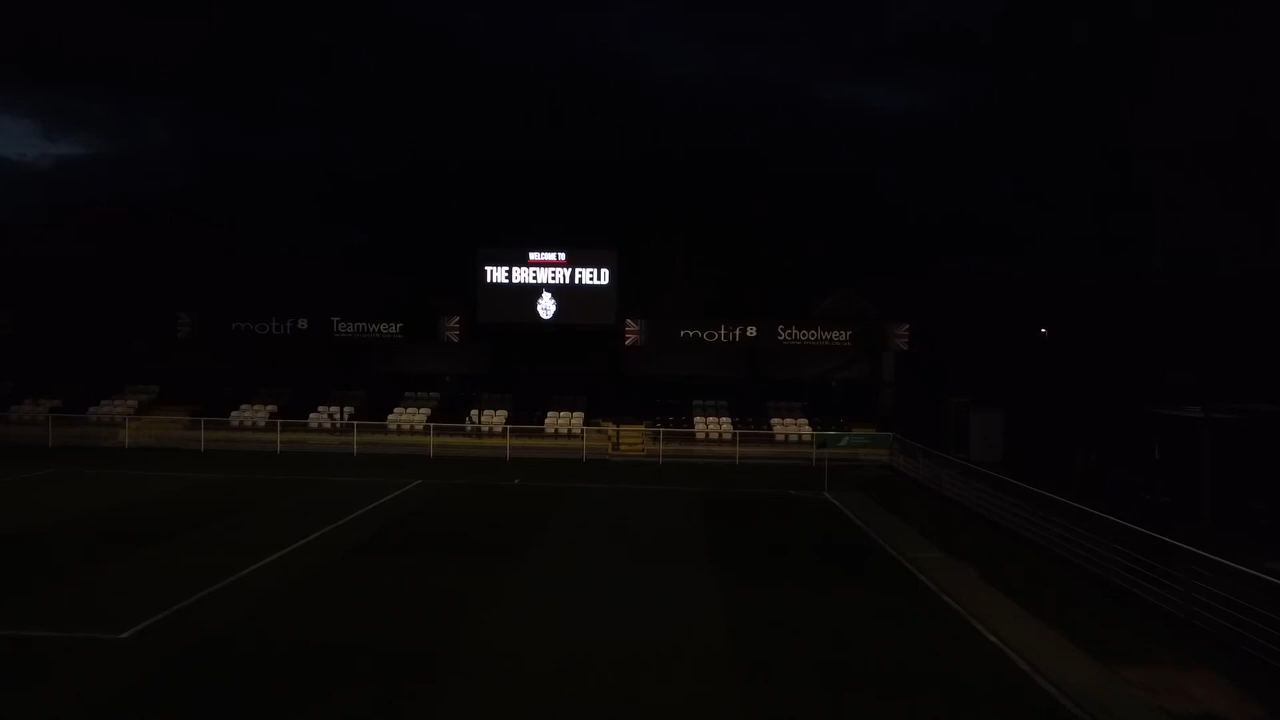 WELCOME TO
THE BREWERY FIELD
motif8 Teamwear
motif8 Schoolwear